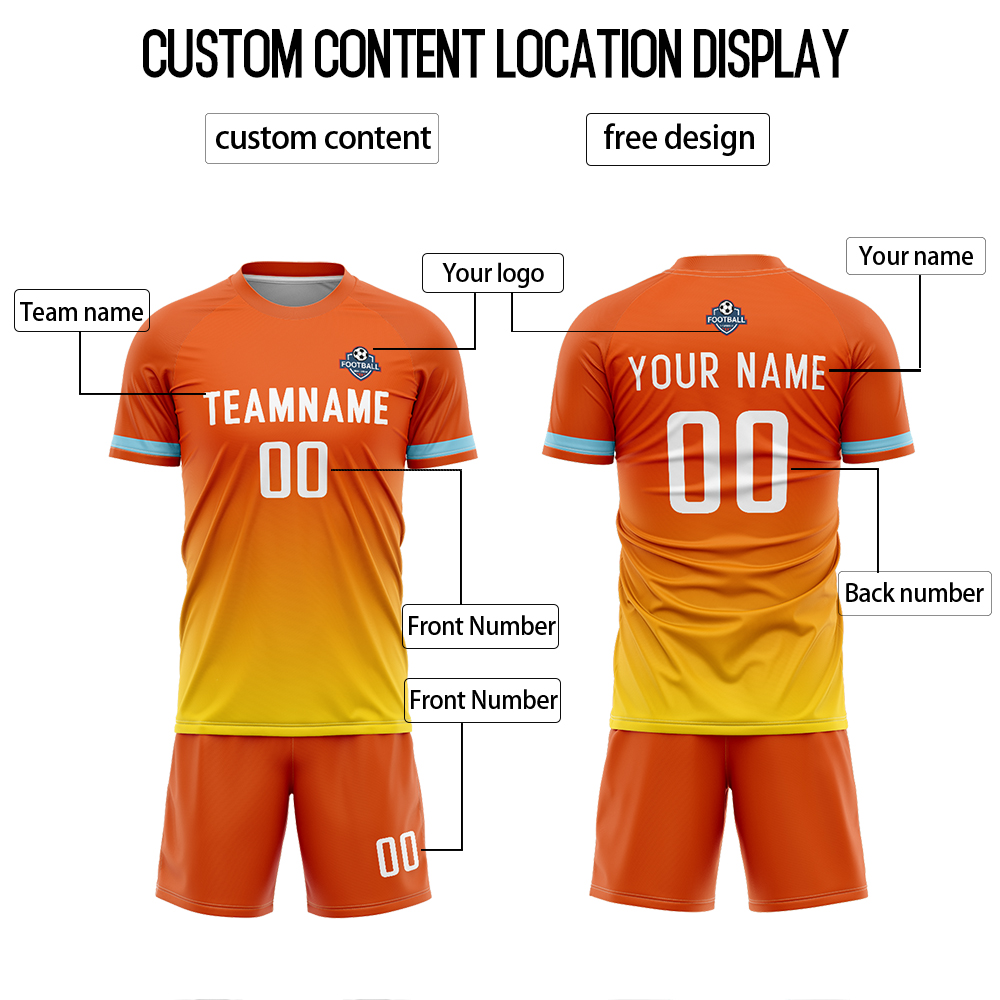 CUSTOM CONTENT LOCATION DISPLAY
custom content
free design
Your name
Your logo
Team name
FOOTBALL
FOOTBALL
YOUR NAME
TEAMNAME
00
00
Back number
Front Number
Front Number
00